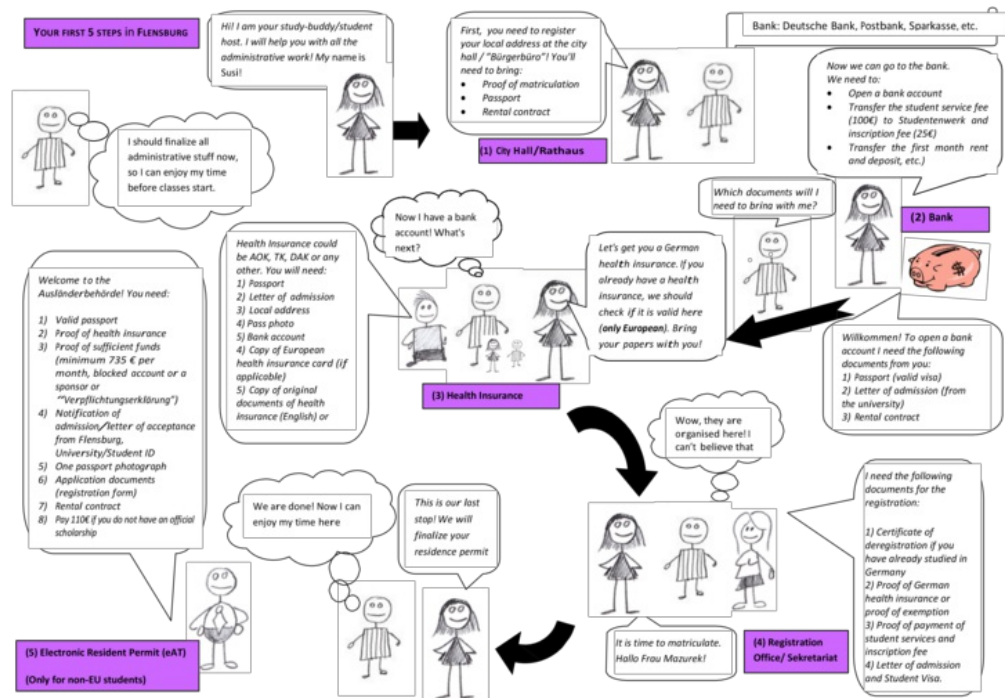 YOUR FIRST 5 STEPS in FLENSBURG
Hi! I am your study-buddy/student
host. I will help you with all the
administrative work! My name is
Susi!
I should finalize all
administrative stuff now,
so I can enjoy my time
before classes start.
First, you need to register
your local address at the city
hall / "Bürgerbüro"! You'll
need to bring:
• Proof of matriculation
• Passport
• Rental contract
(1) City Hall/Rathaus
Bank: Deutsche Bank, Postbank, Sparkasse, etc.
Now we can go to the bank.
We need to:
• Open a bank account
• Transfer the student service fee
(100€) to Studentenwerk and
inscription fee (25€)
• Transfer the first month rent
and deposit, etc.)
Which documents will I
need to bring with me?
(2) Bank
Willkommen! To open a bank
account I need the following
documents from you:
1) Passport (valid visa)
2) Letter of admission (from
the university)
3) Rental contract
Now I have a bank
account! What's
next?
Let's get you a German
health insurance. If you
already have a health
insurance, we should
check if it is valid here
(only European). Bring
your papers with you!
Health Insurance could
be AOK, TK, DAK or any
other. You will need:
1) Passport
2) Letter of admission
3) Local address
4) Pass photo
5) Bank account
4) Copy of European
health insurance card (if
applicable)
5) Copy of original
documents of health
insurance (English) or
(3) Health Insurance
Wow, they are
organised here! I
can't believe that
I need the following
documents for the
registration:
1) Certificate of
deregistration if you
have already studied in
Germany
2) Proof of German
health insurance or
proof of exemption
3) Proof of payment of
student services and
inscription fee
4) Letter of admission
and Student Visa.
It is time to matriculate.
Hallo Frau Mazurek!
(4) Registration
Office/ Sekretariat
This is our last
stop! We will
finalize your
residence permit
We are done! Now I can
enjoy my time here
Welcome to the
Ausländerbehörde! You need:
1) Valid passport
2) Proof of health insurance
3) Proof of sufficient funds
(minimum 735 € per
month, blocked account or a
sponsor or
""Verpflichtungserklärung")
4) Notification of
admission/letter of acceptance
from Flensburg,
University/Student ID
5) One passport photograph
6) Application documents
(registration form)
7) Rental contract
8) Pay 110€ if you do not have an official
scholarship
(5) Electronic Resident Permit (eAT)
(Only for non-EU students)